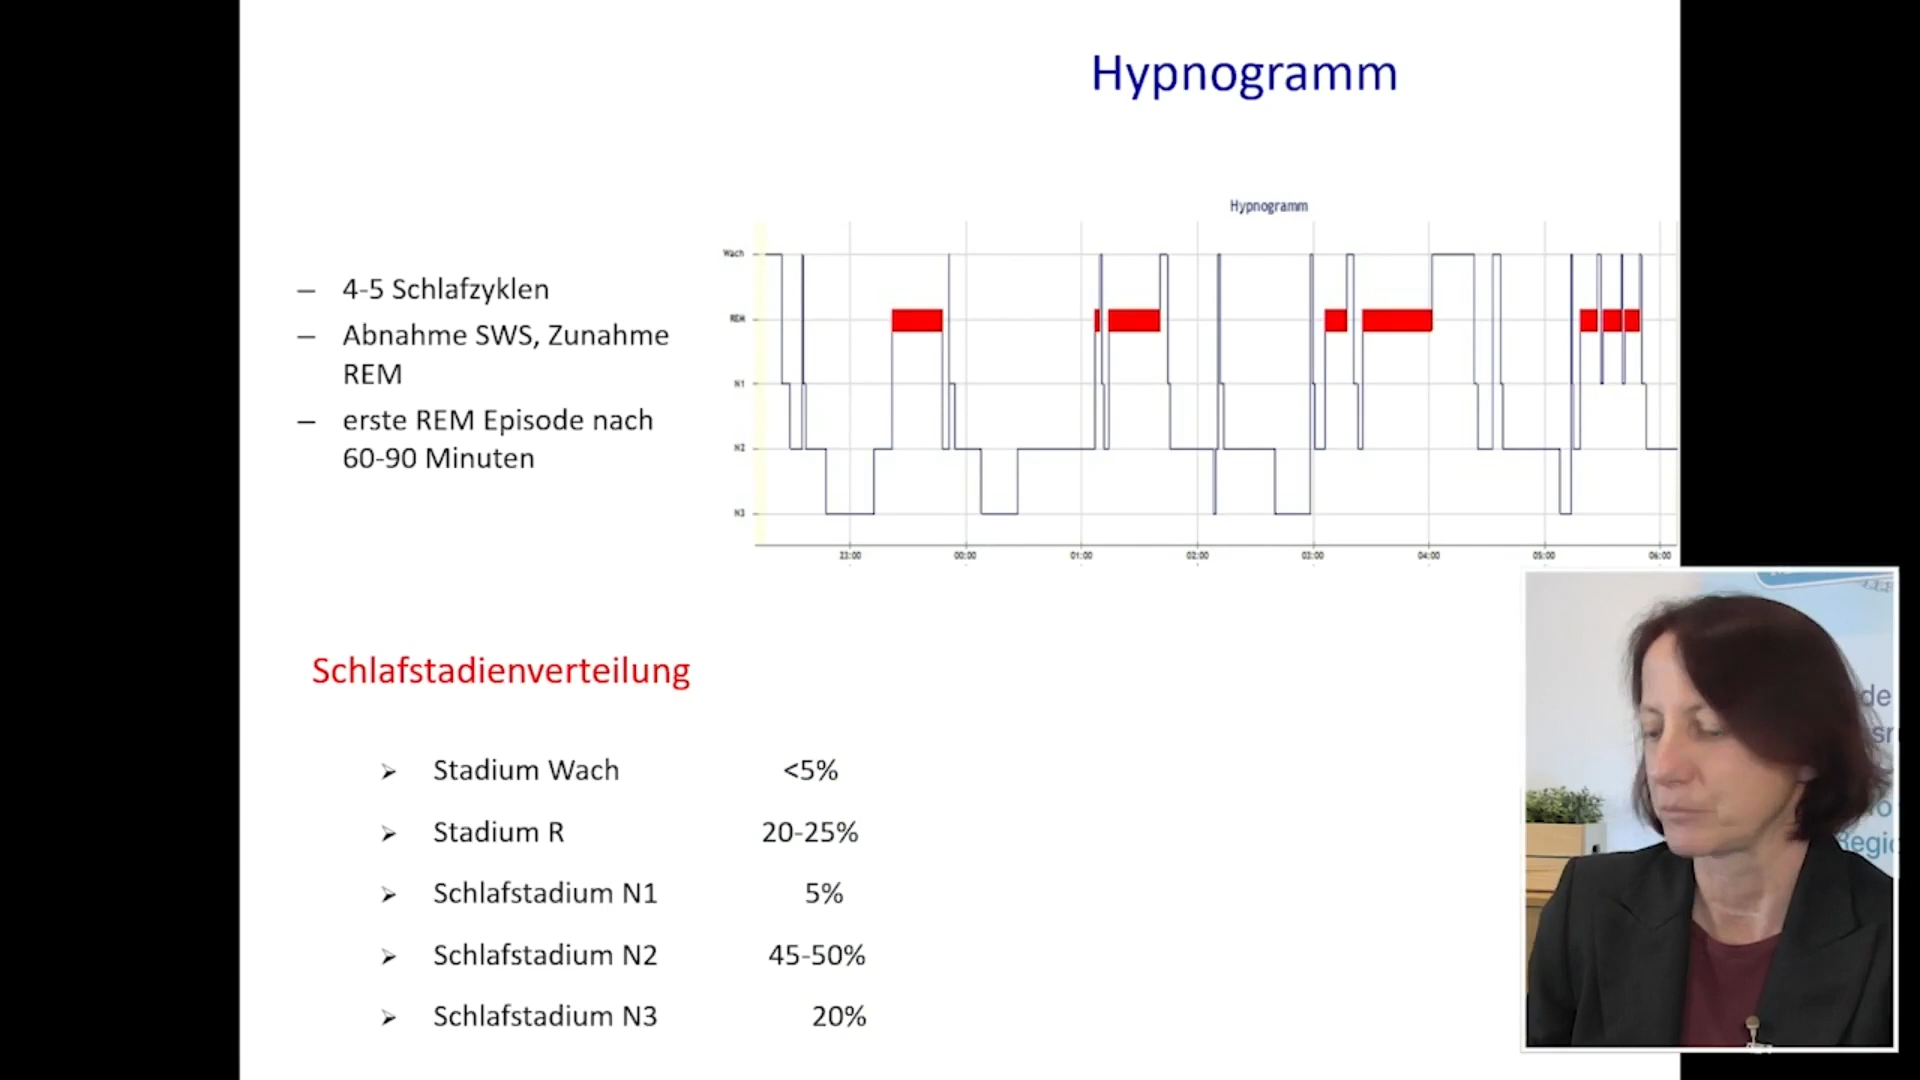 Hypnogramm
Hypnogramm
– 4-5 Schlafzyklen
– Abnahme SWS, Zunahme
REM
– erste REM Episode nach
60-90 Minuten
Wach
REM
N1
N2
N3
23:00 00:00 01:00 02:00 03:00 04:00 05:00 06:00
Schlafstadienverteilung
➢ Stadium Wach <5%
➢ Stadium R 20-25%
➢ Schlafstadium N1 5%
➢ Schlafstadium N2 45-50%
➢ Schlafstadium N3 20%